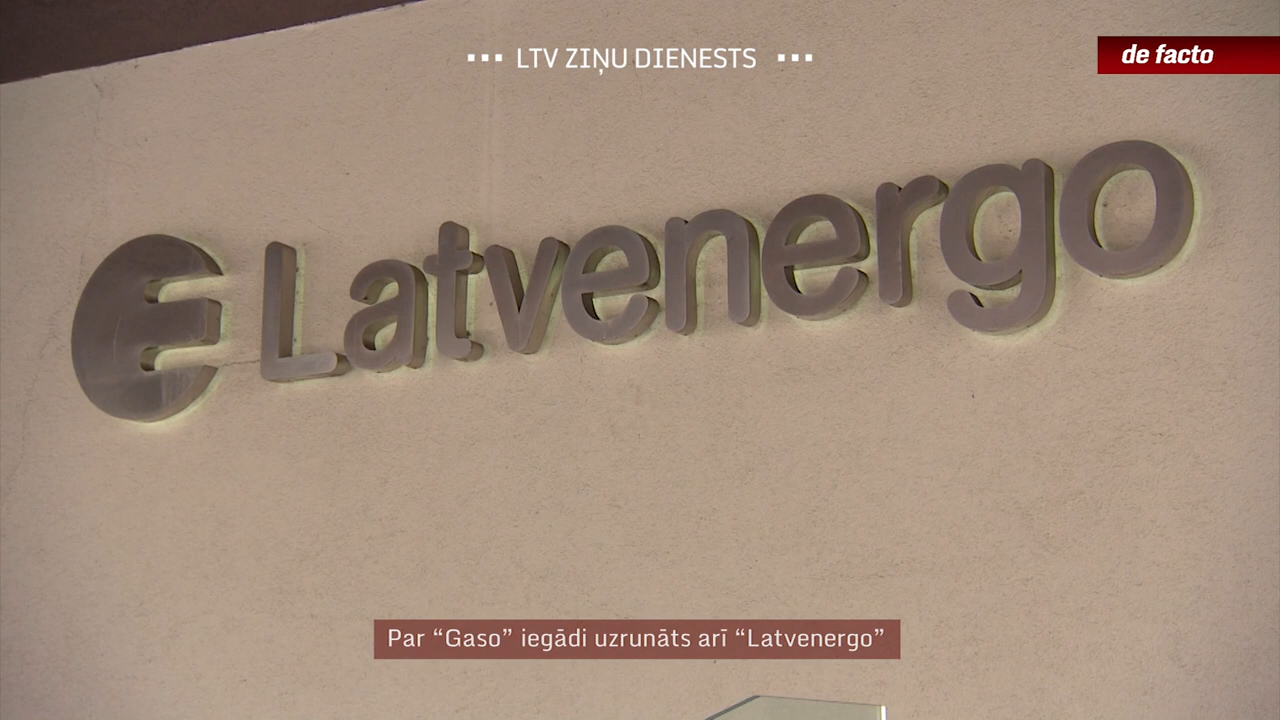 LTV ZIŅU DIENESTS
de facto
Latvenergo
Par “Gaso” iegādi uzrunāts arī “Latvenergo”